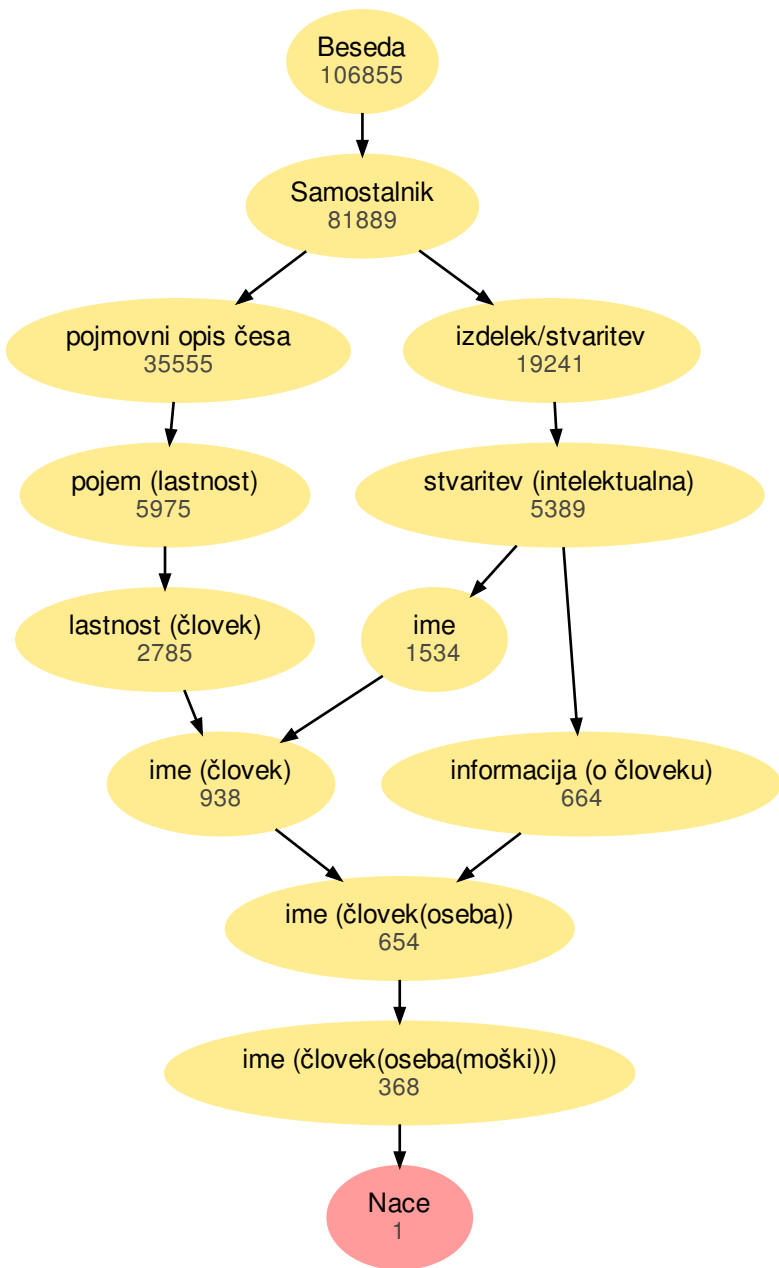 Beseda
106855
Samostalnik
81889
pojmovni opis česa
35555
izdelek/stvaritev
19241
pojem (lastnost)
5975
stvaritev (intelektualna)
5389
lastnost (človek)
2785
ime
1534
ime (človek)
938
informacija (o človeku)
664
ime (človek(oseba))
654
ime (človek(oseba(moški)))
368
Nace
1